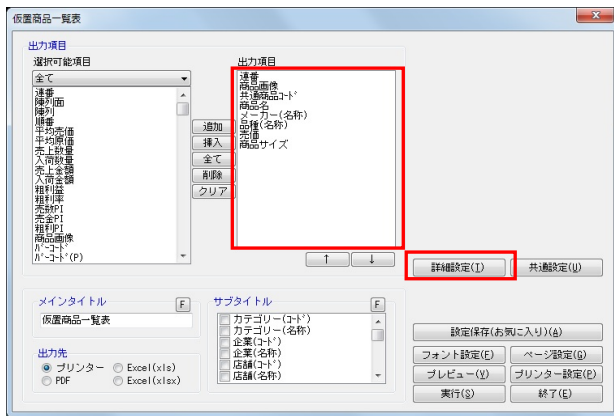 仮置商品一覧表
出力項目
選択可能項目
全て
連番
陳列面
陳列
順番
平均売価
平均原価
売上数量
入荷数量
売上金額
入荷金額
粗利益
粗利率
売数PI
売金PI
粗利PI
商品画像
ﾊﾞｰｺｰﾄﾞ
ﾊﾞｰｺｰﾄﾞ(P)
追加
挿入
全て
削除
クリア
出力項目
連番
商品画像
共通商品ｺｰﾄﾞ
商品名
メーカー(名称)
品種(名称)
売価
商品サイズ
↑
↓
詳細設定(T)
共通設定(U)
メインタイトル
F
仮置商品一覧表
サブタイトル
F
カテゴリー(ｺｰﾄﾞ)
カテゴリー(名称)
企業(ｺｰﾄﾞ)
企業(名称)
店舗(ｺｰﾄﾞ)
店舗(名称)
出力先
プリンター
Excel(xls)
PDF
Excel(xlsx)
設定保存(お気に入り)(A)
フォント設定(F)
ページ設定(G)
プレビュー(V)
プリンター設定(P)
実行(S)
終了(E)